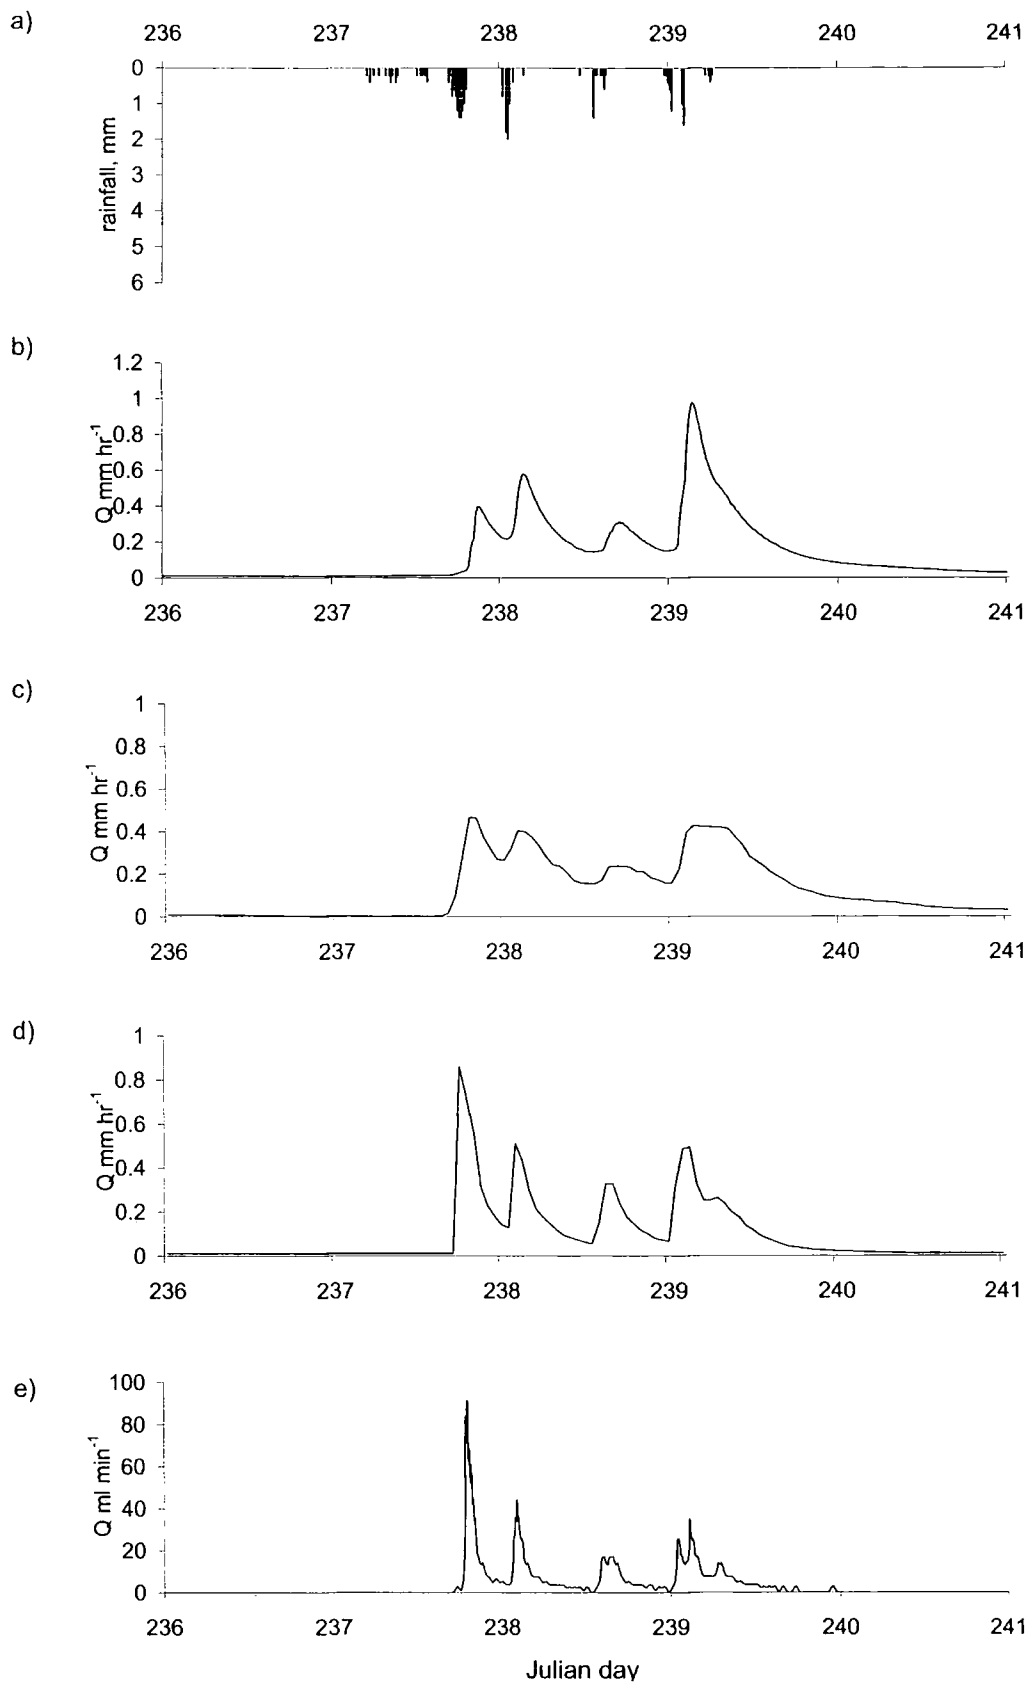 a)
236 237 238 239 240 241
0
1
2
3
4
5
6
rainfall, mm
b)
1.2
1
0.8
0.6
0.4
0.2
0
Q mm hr-1
236 237 238 239 240 241
c)
1
0.8
0.6
0.4
0.2
0
Q mm hr-1
236 237 238 239 240 241
d)
1
0.8
0.6
0.4
0.2
0
Q mm hr-1
236 237 238 239 240 241
e)
100
80
60
40
20
0
Q ml min-1
236 237 238 239 240 241
Julian day